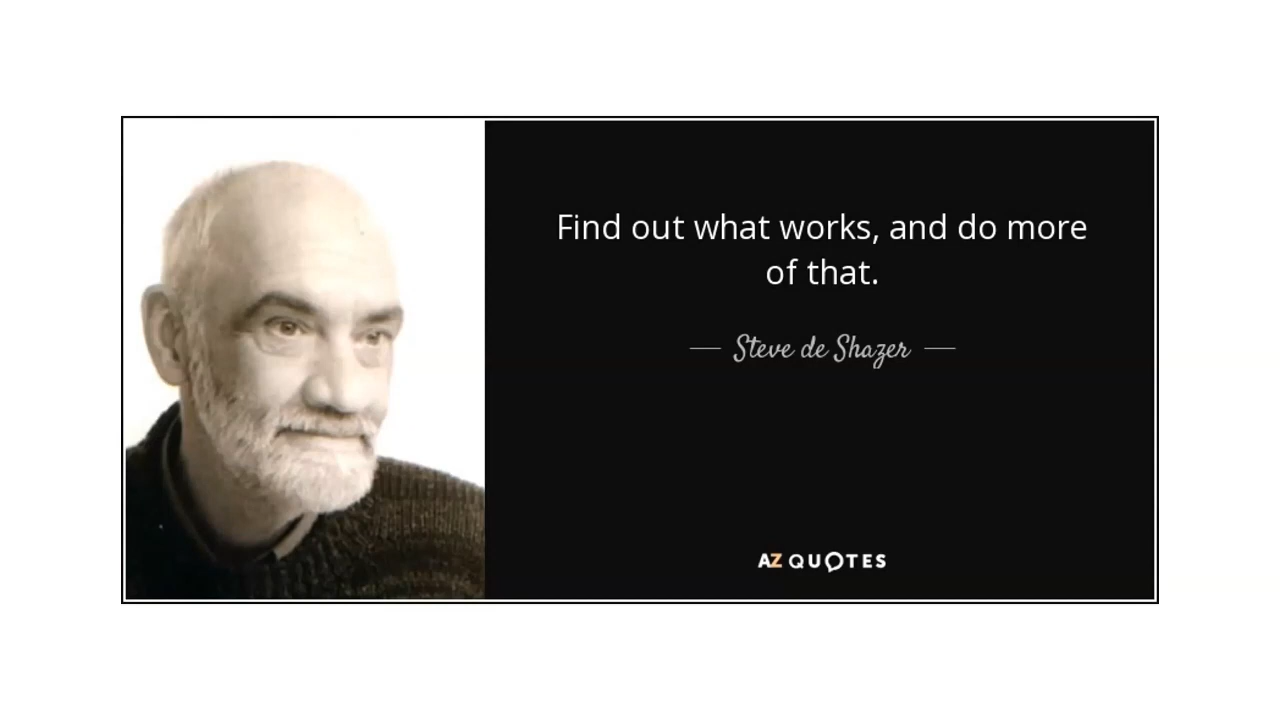 Find out what works, and do more
of that.
Steve de Shazer
AZ QUOTES